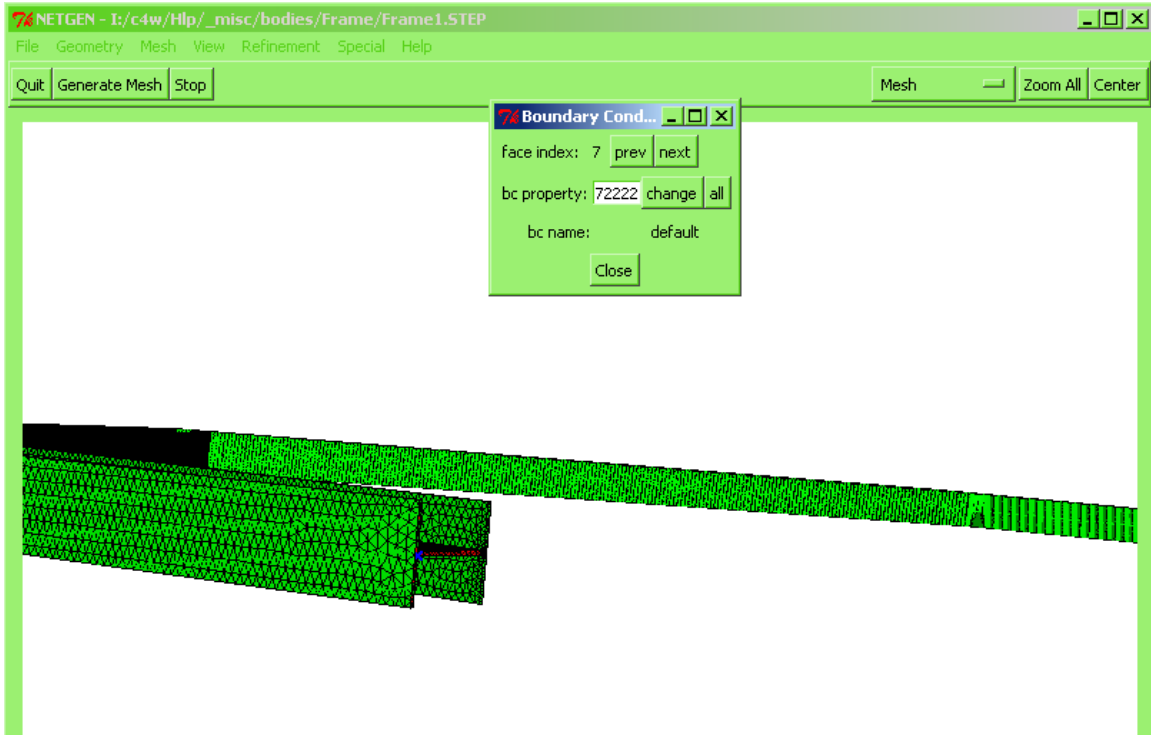 NETGEN - I:/c4w/Hlp/_misc/bodies/Frame/Frame1.STEP
File Geometry Mesh View Refinement Special Help
Quit Generate Mesh Stop Mesh Zoom All Center
Boundary Cond...
face index: 7 prev next
bc property: 72222 change all
bc name: default
Close